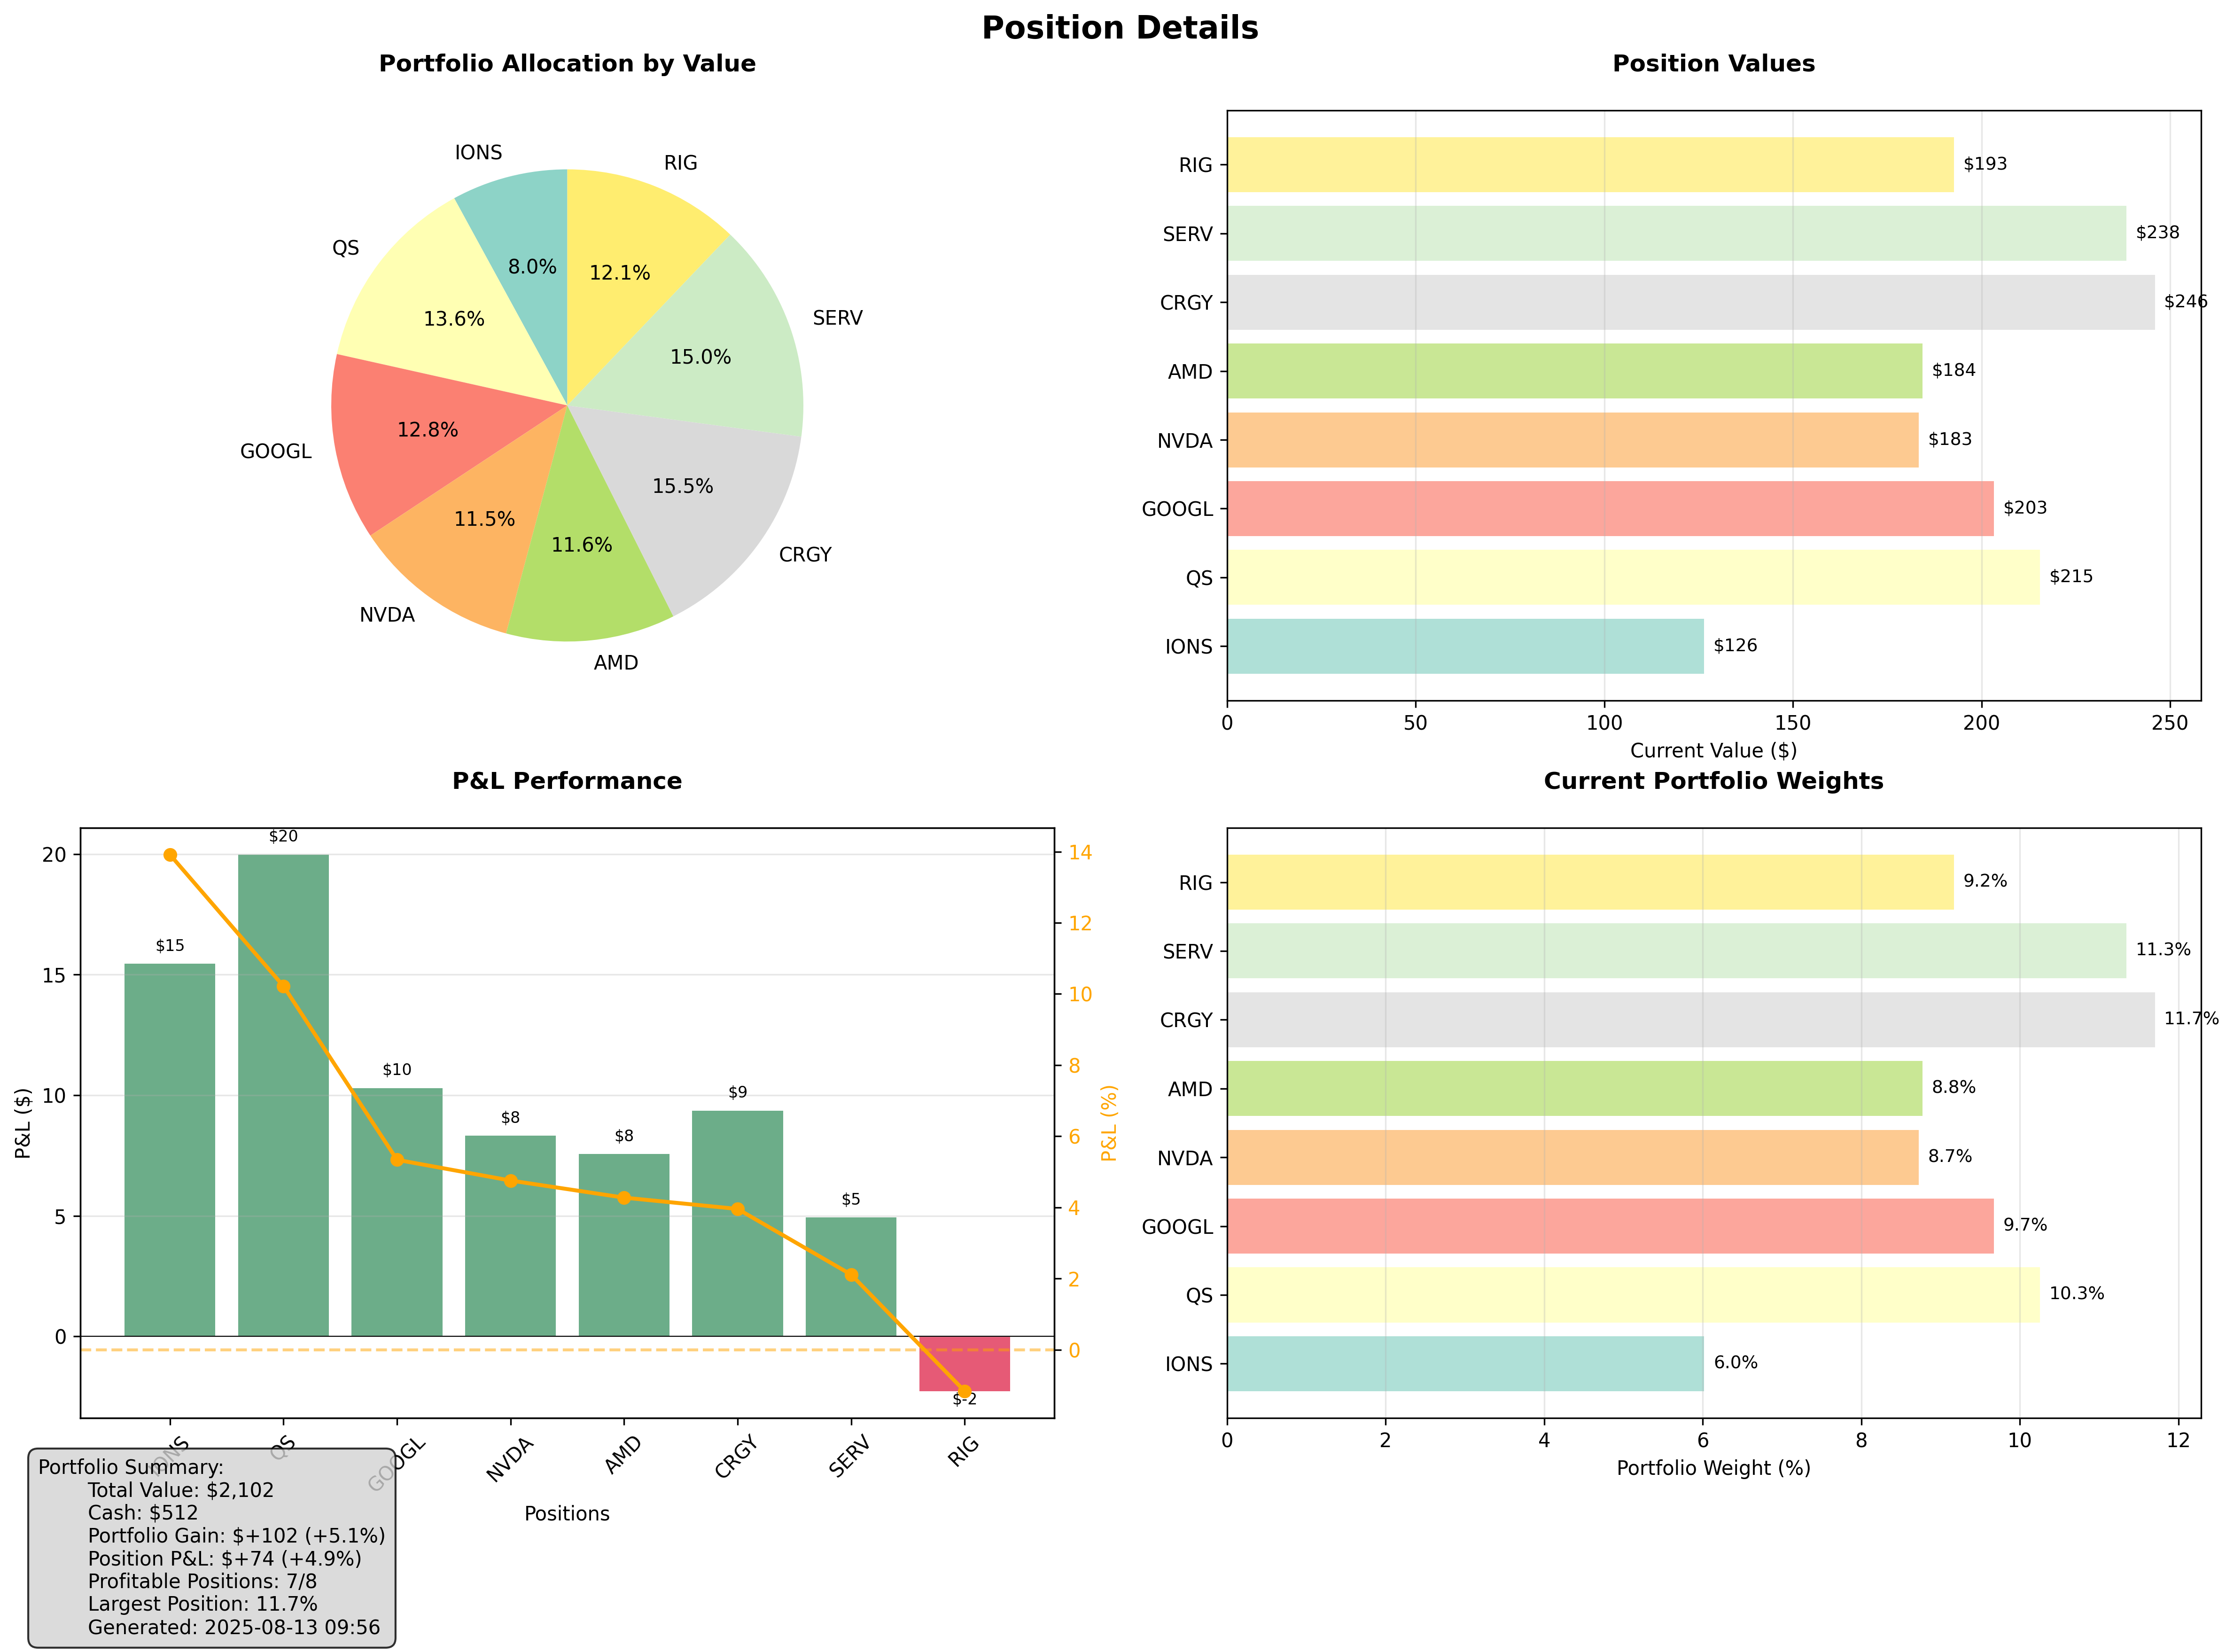 Position Details
Portfolio Allocation by Value
IONS
RIG
QS
SERV
GOOGL
CRGY
NVDA
AMD
8.0%
12.1%
13.6%
15.0%
12.8%
15.5%
11.5%
11.6%
Position Values
RIG $193
SERV $238
CRGY $246
AMD $184
NVDA $183
GOOGL $203
QS $215
IONS $126
0 50 100 150 200 250
Current Value ($)
P&L Performance
P&L ($)
20
15
10
5
0
$15
$20
$10
$8
$8
$9
$5
$-2
14
12
10
8
6
4
2
0
P&L (%)
IONS QS GOOGL NVDA AMD CRGY SERV RIG
Positions
Current Portfolio Weights
RIG 9.2%
SERV 11.3%
CRGY 11.7%
AMD 8.8%
NVDA 8.7%
GOOGL 9.7%
QS 10.3%
IONS 6.0%
0 2 4 6 8 10 12
Portfolio Weight (%)
Portfolio Summary:
Total Value: $2,102
Cash: $512
Portfolio Gain: $+102 (+5.1%)
Position P&L: $+74 (+4.9%)
Profitable Positions: 7/8
Largest Position: 11.7%
Generated: 2025-08-13 09:56